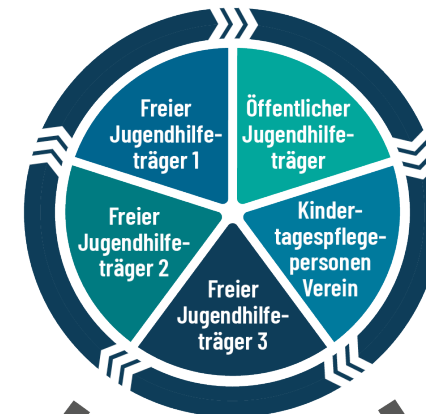 Freier
Jugendhilfe-
träger 1
Öffentlicher
Jugendhilfe-
träger
Kinder-
tagespflege-
personen
Verein
Freier
Jugendhilfe-
träger 3
Freier
Jugendhilfe-
träger 2